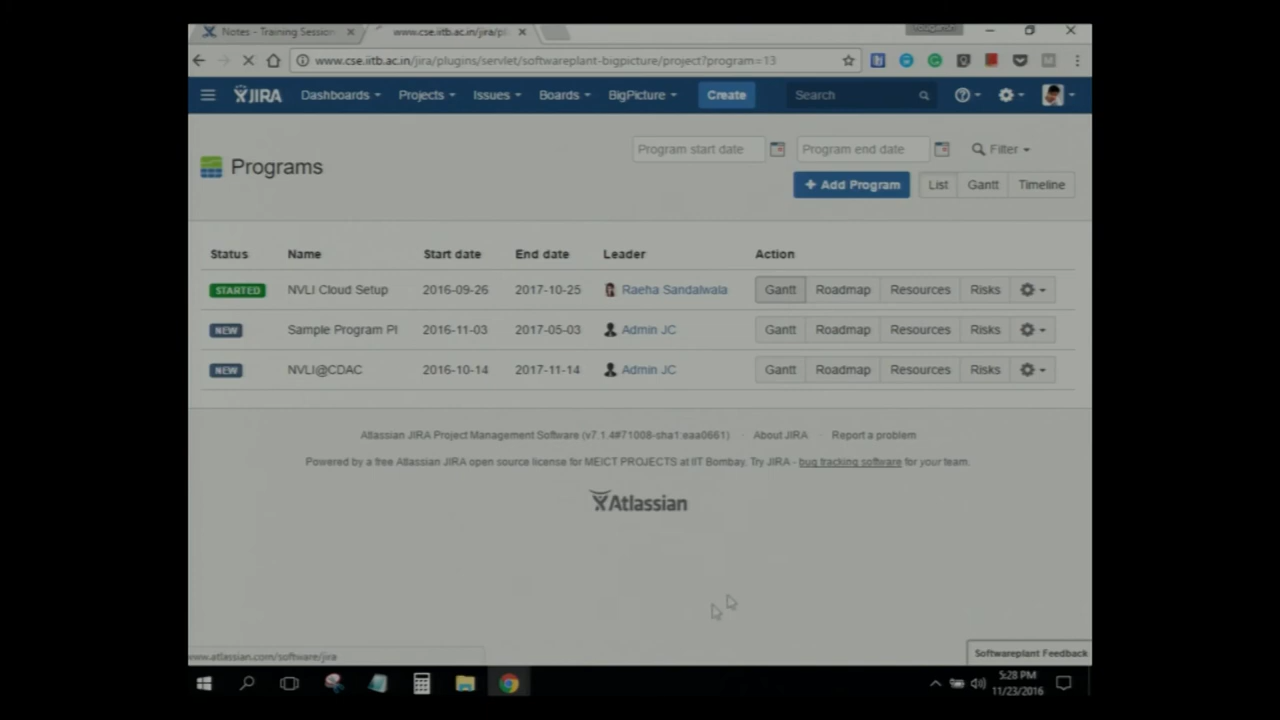 Notes - Training Session
www.cse.iitb.ac.in/jira/pl
www.cse.iitb.ac.in/jira/plugins/servlet/softwareplant-bigpicture/project?program=13
JIRA Dashboards Projects Issues Boards BigPicture Create Search
Program start date Program end date Filter
Programs
+ Add Program List Gantt Timeline
Status Name Start date End date Leader Action
STARTED NVLI Cloud Setup 2016-09-26 2017-10-25 Raeha Sandalwala Gantt Roadmap Resources Risks
NEW Sample Program PI 2016-11-03 2017-05-03 Admin JC Gantt Roadmap Resources Risks
NEW NVLI@CDAC 2016-10-14 2017-11-14 Admin JC Gantt Roadmap Resources Risks
Atlassian JIRA Project Management Software (v7.1.4#71008-sha1:eaa0661) · About JIRA · Report a problem
Powered by a free Atlassian JIRA open source license for MEICT PROJECTS at IIT Bombay. Try JIRA - bug tracking software for your team.
Atlassian
Softwareplant Feedback
www.atlassian.com/software/jira
5:28 PM
11/23/2016